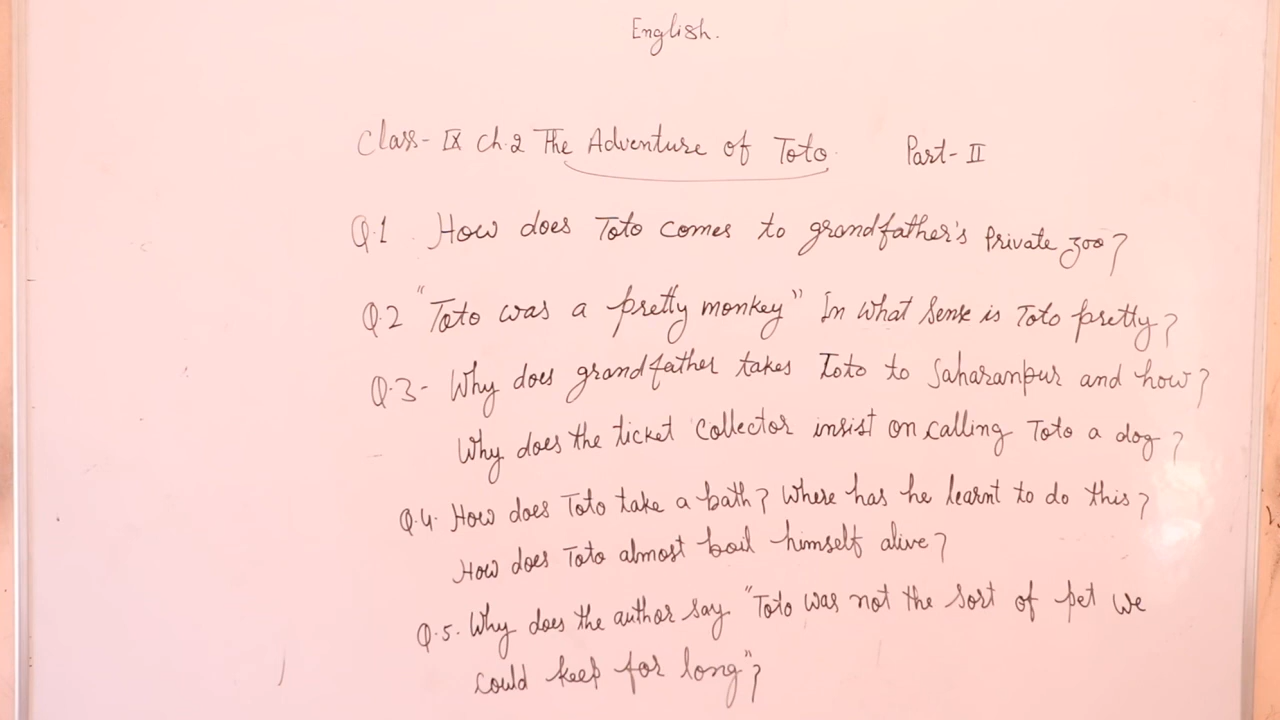 English.
Class- IX Ch.2 The Adventure of Toto. Part- II
Q.1 . How does Toto comes to grandfather's Private zoo?
Q.2 "Toto was a pretty monkey" In what sense is Toto pretty?
Q.3- Why does grandfather takes Toto to Saharanpur and how?
Why does the ticket collector insist on calling Toto a dog?
Q.4. How does Toto take a bath? Where has he learnt to do this?
How does Toto almost boil himself alive?
Q.5. Why does the author say "Toto was not the sort of pet we
could keep for long"?